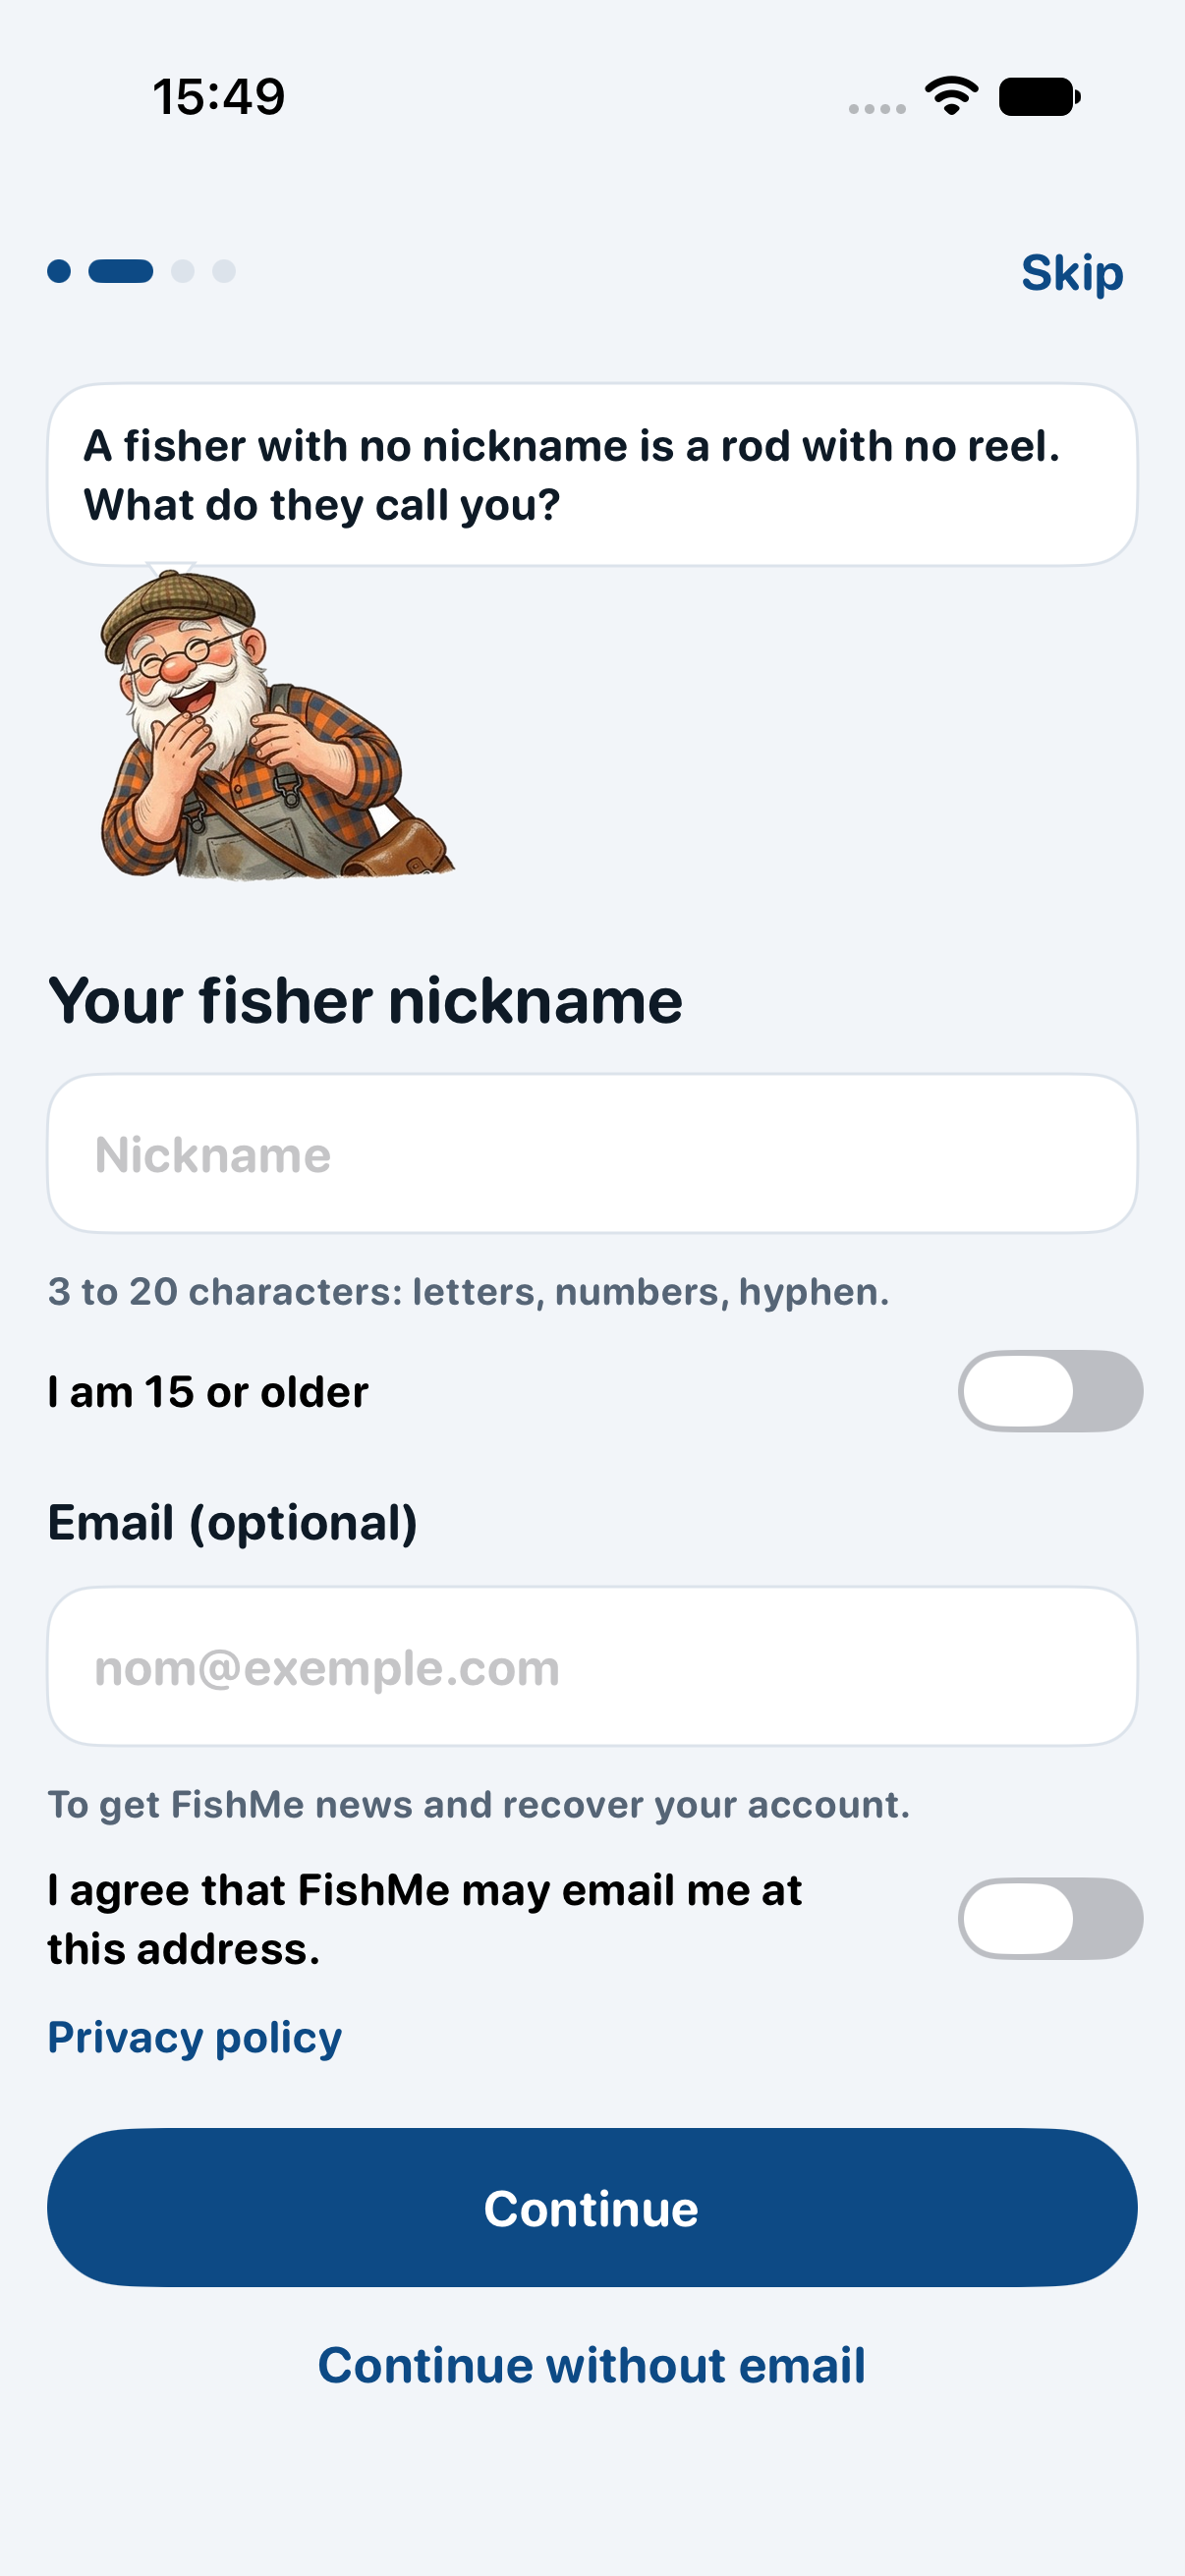 15:49
Skip
A fisher with no nickname is a rod with no reel.
What do they call you?
Your fisher nickname
Nickname
3 to 20 characters: letters, numbers, hyphen.
I am 15 or older
Email (optional)
nom@exemple.com
To get FishMe news and recover your account.
I agree that FishMe may email me at
this address.
Privacy policy
Continue
Continue without email